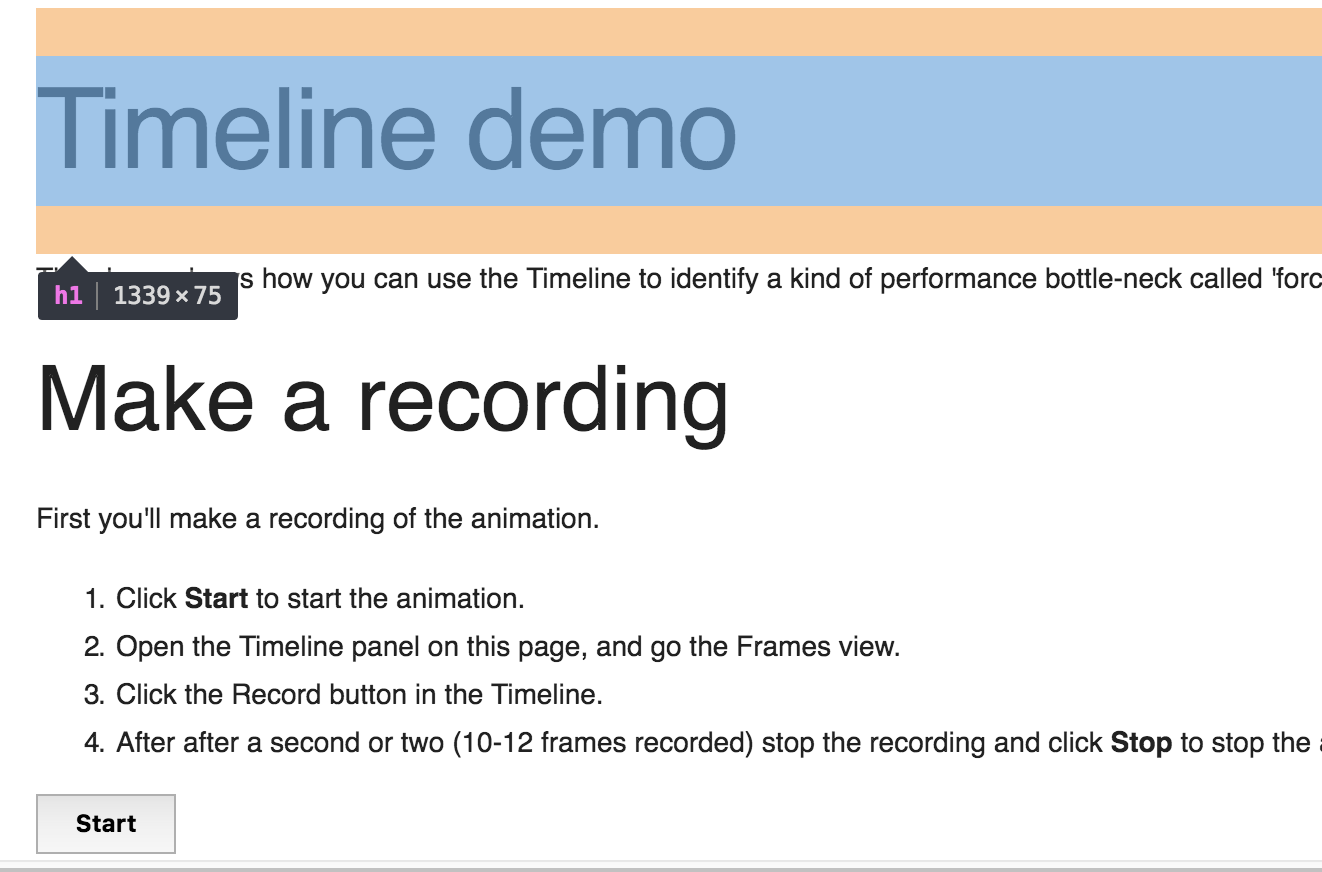 Timeline demo
s how you can use the Timeline to identify a kind of performance bottle-neck called 'forc
h1 | 1339 × 75
Make a recording
First you'll make a recording of the animation.
1. Click Start to start the animation.
2. Open the Timeline panel on this page, and go the Frames view.
3. Click the Record button in the Timeline.
4. After after a second or two (10-12 frames recorded) stop the recording and click Stop to stop the
Start